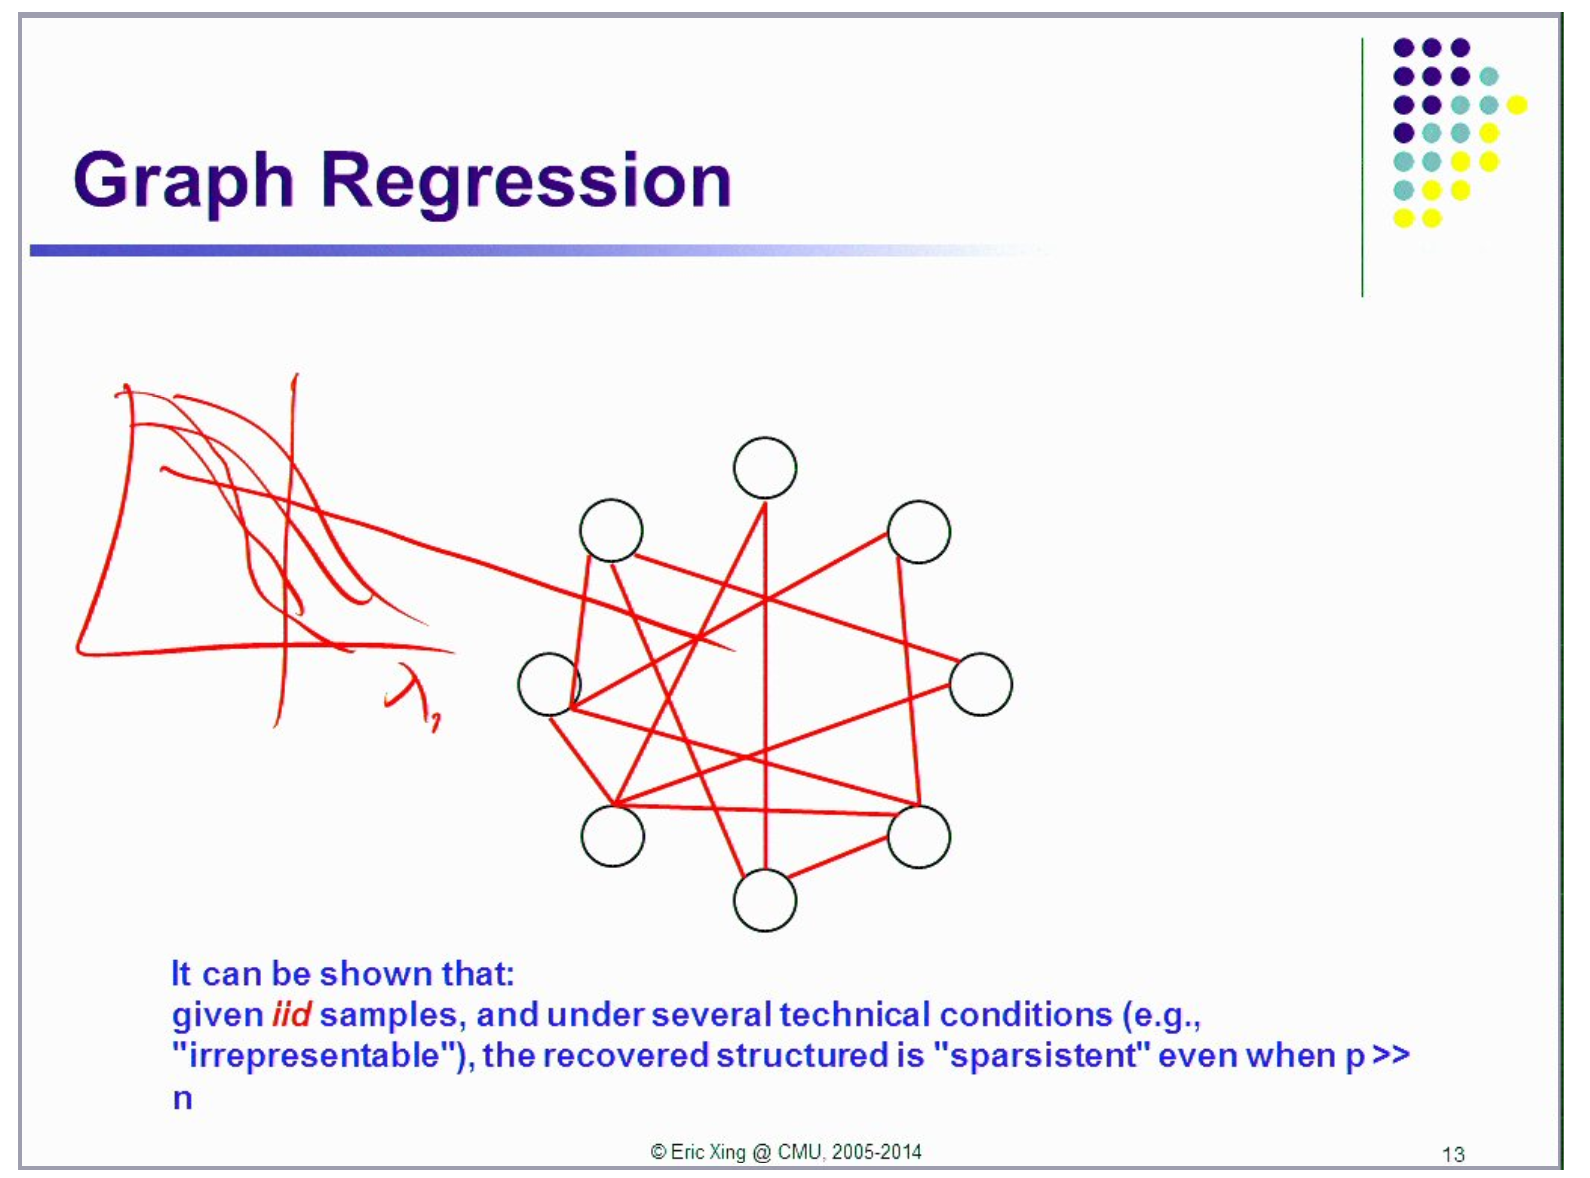 Graph Regression
λ1
It can be shown that:
given iid samples, and under several technical conditions (e.g.,
"irrepresentable"), the recovered structured is "sparsistent" even when p >>
n
© Eric Xing @ CMU, 2005-2014
13